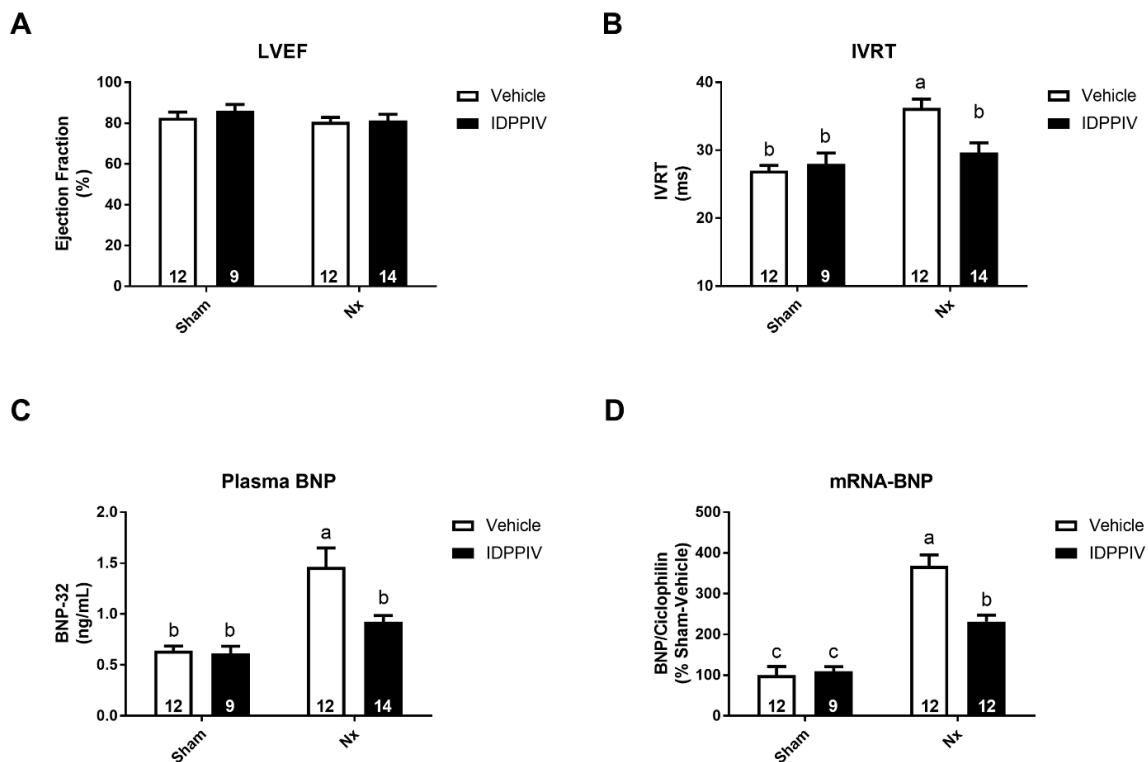 A
LVEF
Ejection Fraction
(%)
100
80
60
40
20
0
12
9
12
14
Sham
Nx
Vehicle
IDPPIV
B
IVRT
IVRT
(ms)
40
30
20
10
b
b
a
b
12
9
12
14
Sham
Nx
Vehicle
IDPPIV
C
Plasma BNP
BNP-32
(ng/mL)
2.0
1.5
1.0
0.5
0.0
b
b
a
b
12
9
12
14
Sham
Nx
Vehicle
IDPPIV
D
mRNA-BNP
BNP/Ciclophilin
(% Sham-Vehicle)
500
400
300
200
100
0
c
c
a
b
12
9
12
12
Sham
Nx
Vehicle
IDPPIV